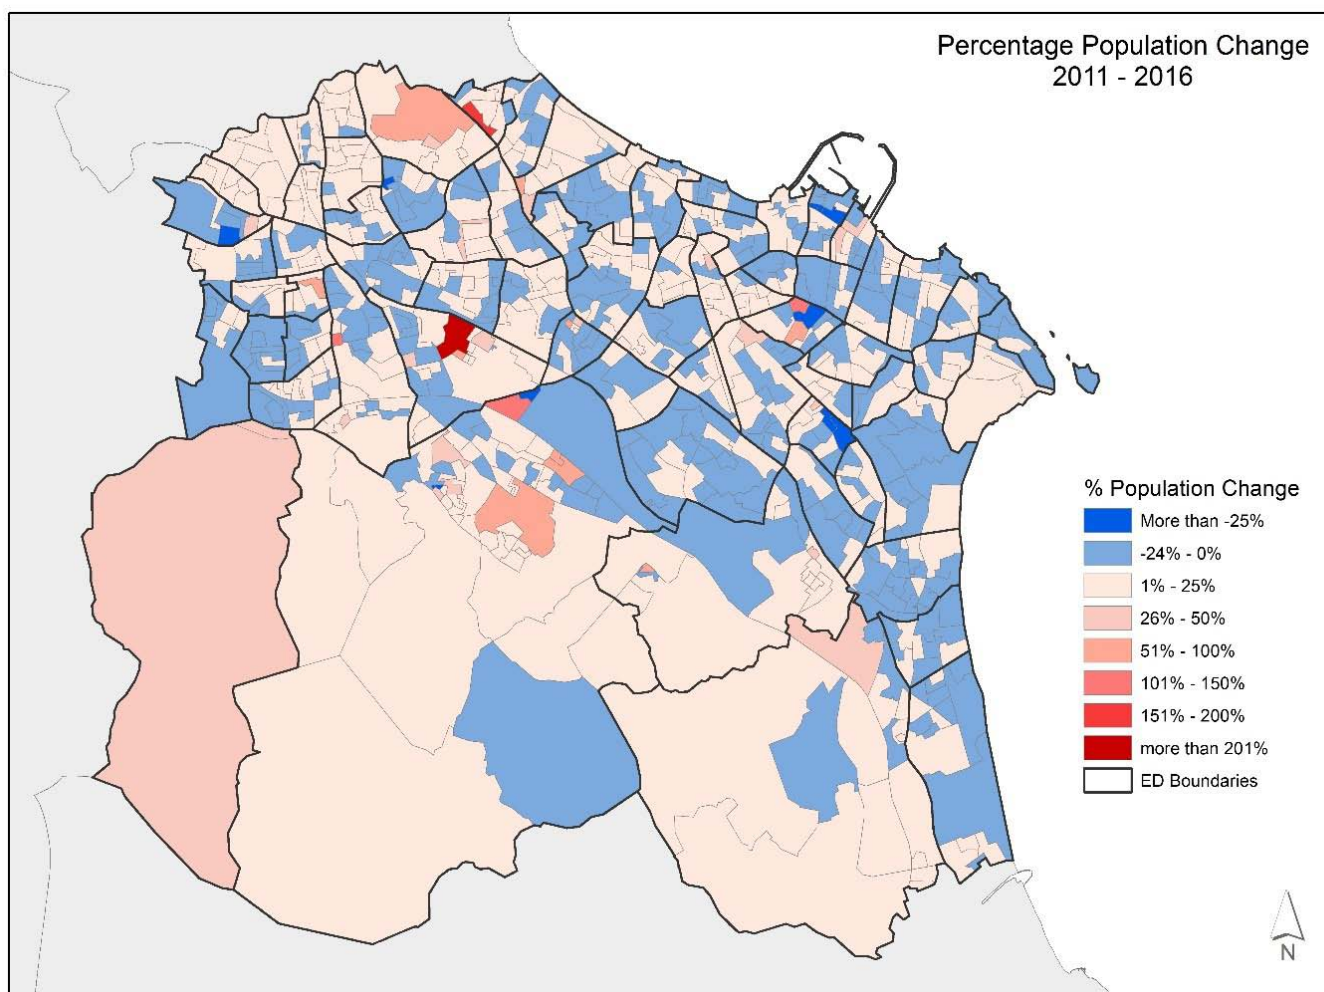 Percentage Population Change
2011 - 2016
% Population Change
More than -25%
-24% - 0%
1% - 25%
26% - 50%
51% - 100%
101% - 150%
151% - 200%
more than 201%
ED Boundaries
N